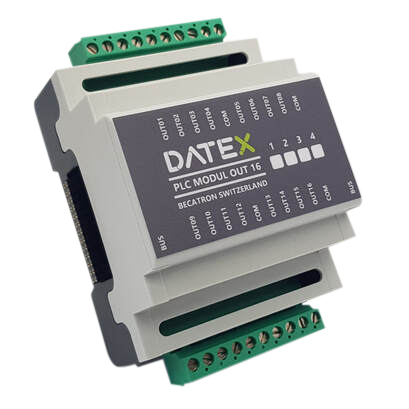 OUT01 OUT02 OUT03 OUT04 COM OUT05 OUT06 OUT07 OUT08 COM
DATEX
1 2 3 4
PLC MODUL OUT 16
BECATRON SWITZERLAND
BUS OUT09 OUT10 OUT11 OUT12 COM OUT13 OUT14 OUT15 OUT16 COM BUS